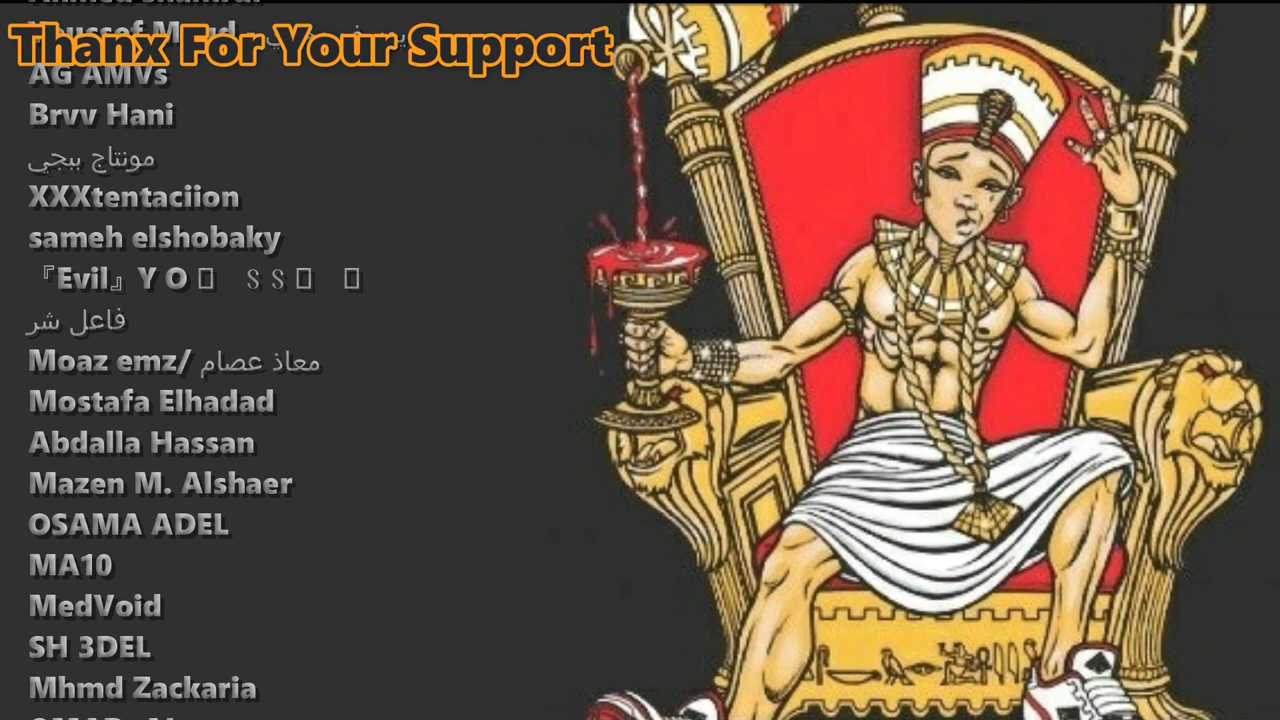 Thanx For Your Support
AG AMVs
Brvv Hani
مونتاج ببجي
XXXtentaciion
sameh elshobaky
『Evil』Y O S S
فاعل شر
Moaz emz/ معاذ عصام
Mostafa Elhadad
Abdalla Hassan
Mazen M. Alshaer
OSAMA ADEL
MA10
MedVoid
SH 3DEL
Mhmd Zackaria